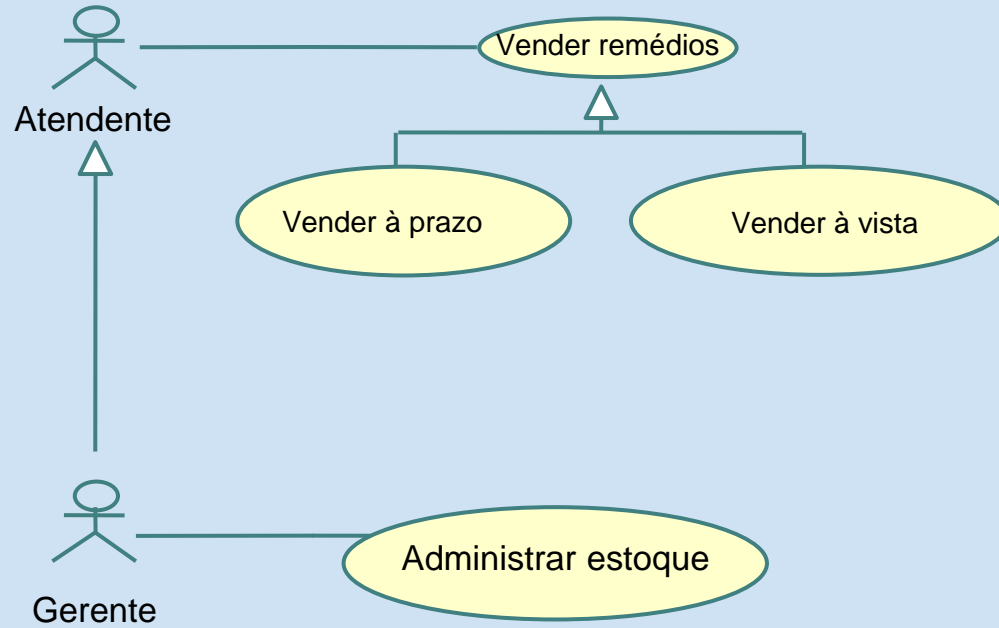 Vender remédios
Atendente
Vender à prazo
Vender à vista
Administrar estoque
Gerente